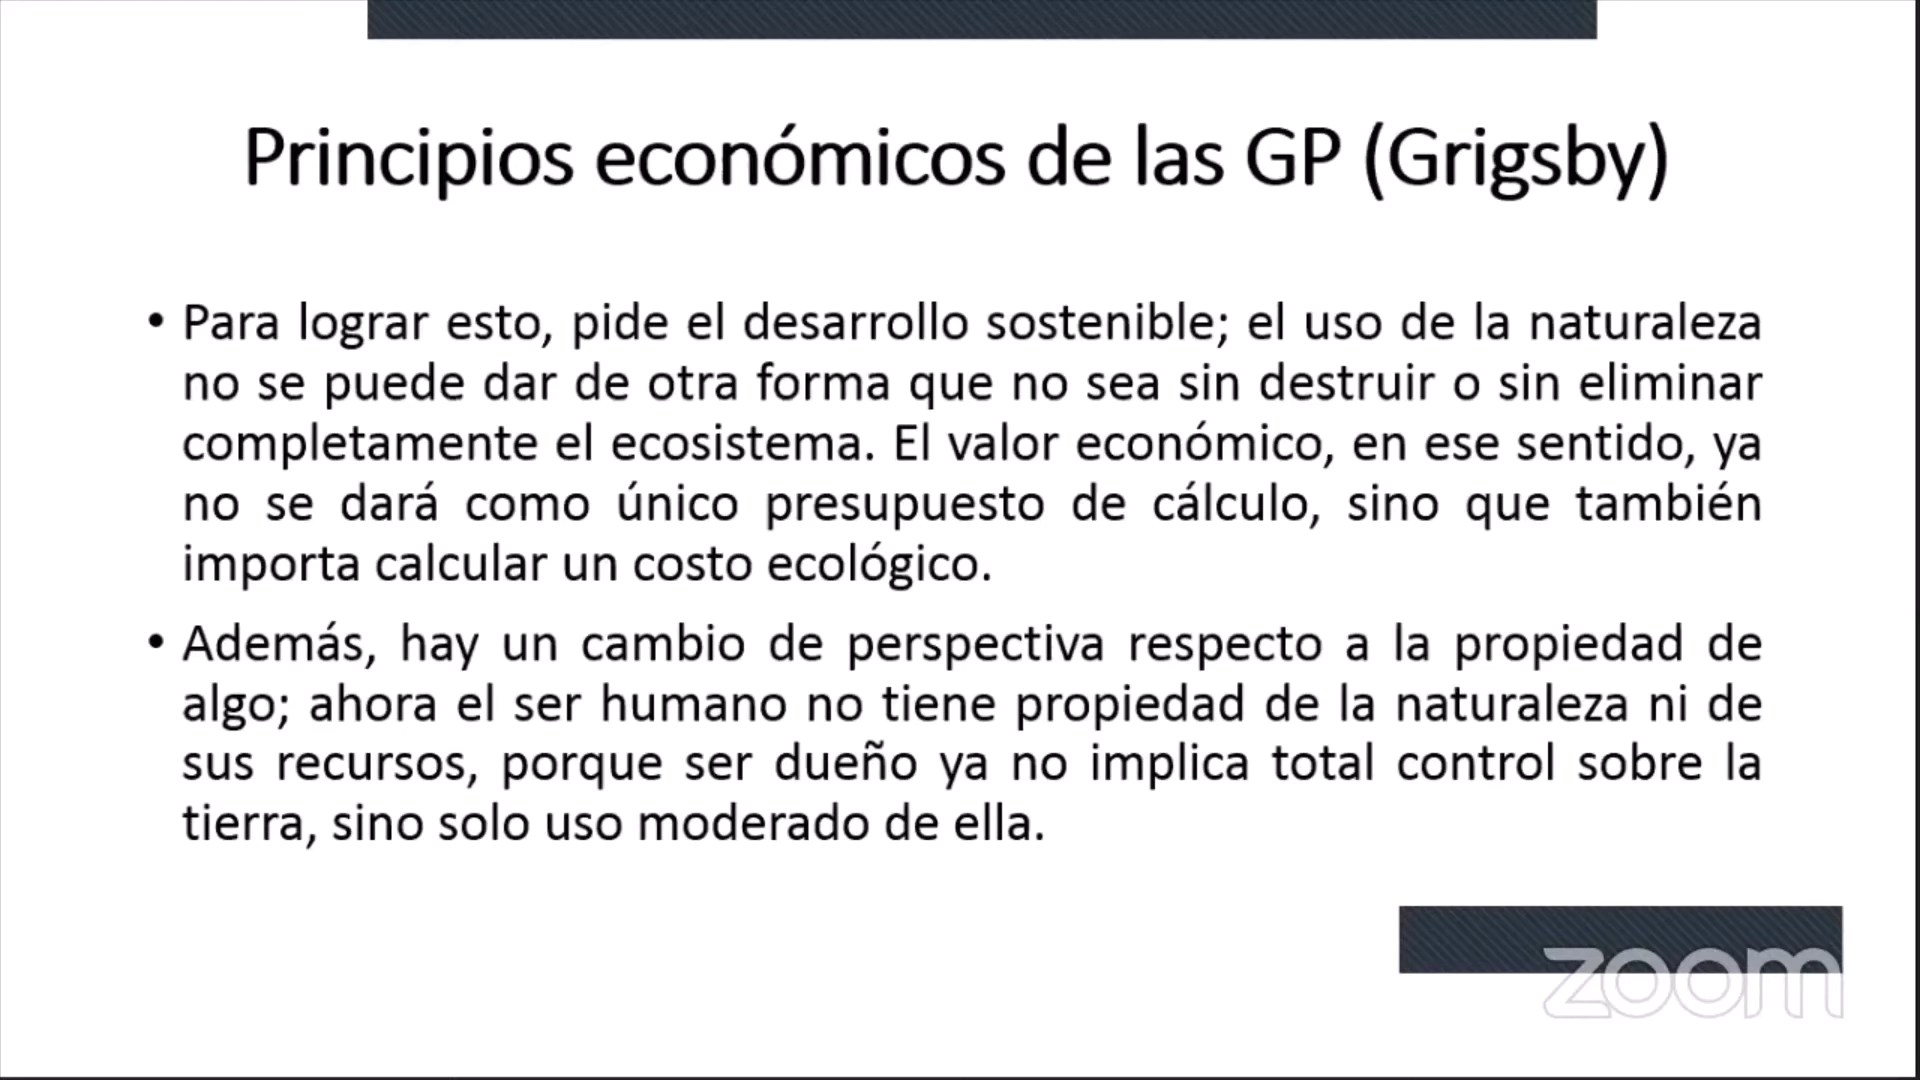 Principios económicos de las GP (Grigsby)
• Para lograr esto, pide el desarrollo sostenible; el uso de la naturaleza
no se puede dar de otra forma que no sea sin destruir o sin eliminar
completamente el ecosistema. El valor económico, en ese sentido, ya
no se dará como único presupuesto de cálculo, sino que también
importa calcular un costo ecológico.
• Además, hay un cambio de perspectiva respecto a la propiedad de
algo; ahora el ser humano no tiene propiedad de la naturaleza ni de
sus recursos, porque ser dueño ya no implica total control sobre la
tierra, sino solo uso moderado de ella.
zoom